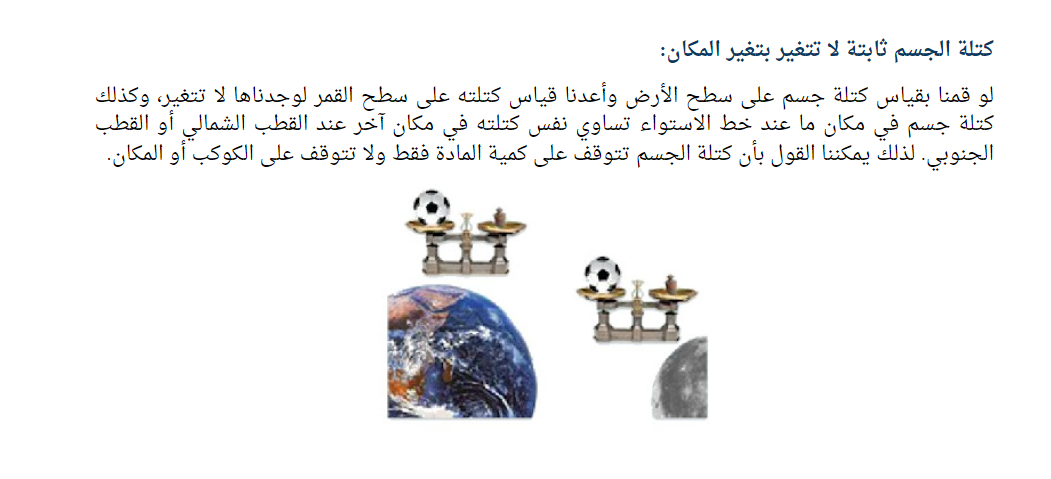 كتلة الجسم ثابتة لا تتغير بتغير المكان:
لو قمنا بقياس كتلة جسم على سطح الأرض وأعدنا قياس كتلته على سطح القمر لوجدناها لا تتغير، وكذلك
كتلة جسم في مكان ما عند خط الاستواء تساوي نفس كتلته في مكان آخر عند القطب الشمالي أو القطب
الجنوبي. لذلك يمكننا القول بأن كتلة الجسم تتوقف على كمية المادة فقط ولا تتوقف على الكوكب أو المكان.